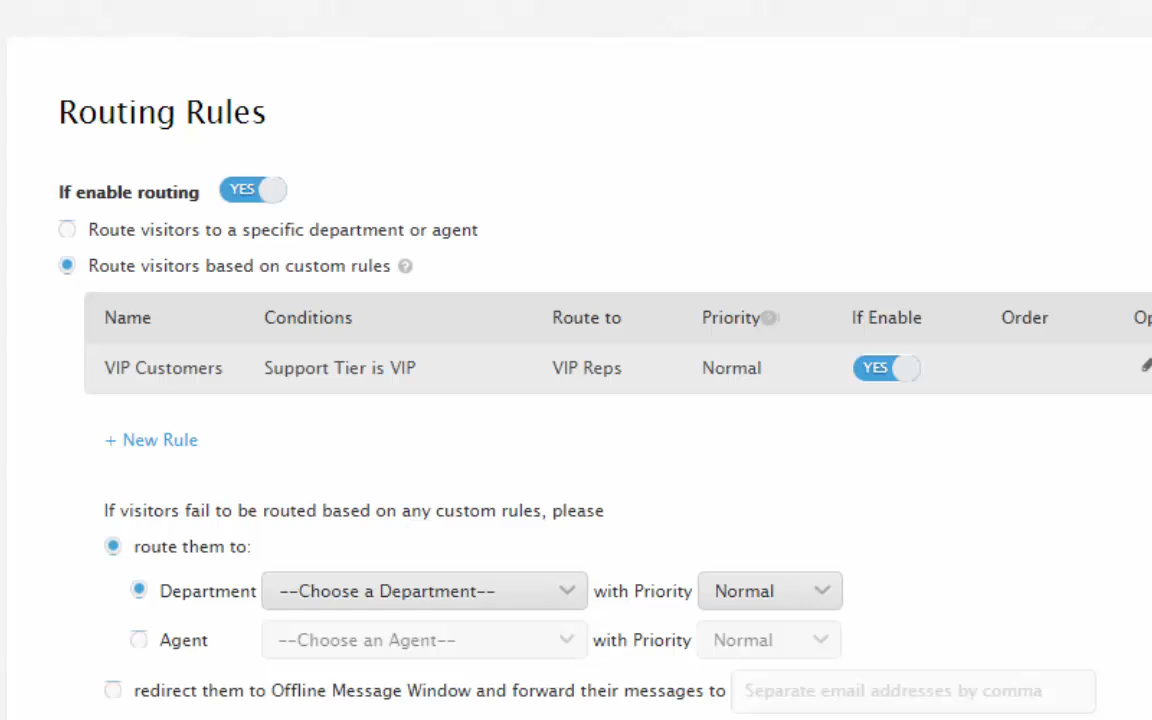 Routing Rules
If enable routing YES
Route visitors to a specific department or agent
Route visitors based on custom rules ?
Name Conditions Route to Priority ? If Enable Order Op
VIP Customers Support Tier is VIP VIP Reps Normal YES
+ New Rule
If visitors fail to be routed based on any custom rules, please
route them to:
Department --Choose a Department-- with Priority Normal
Agent --Choose an Agent-- with Priority Normal
redirect them to Offline Message Window and forward their messages to Separate email addresses by comma